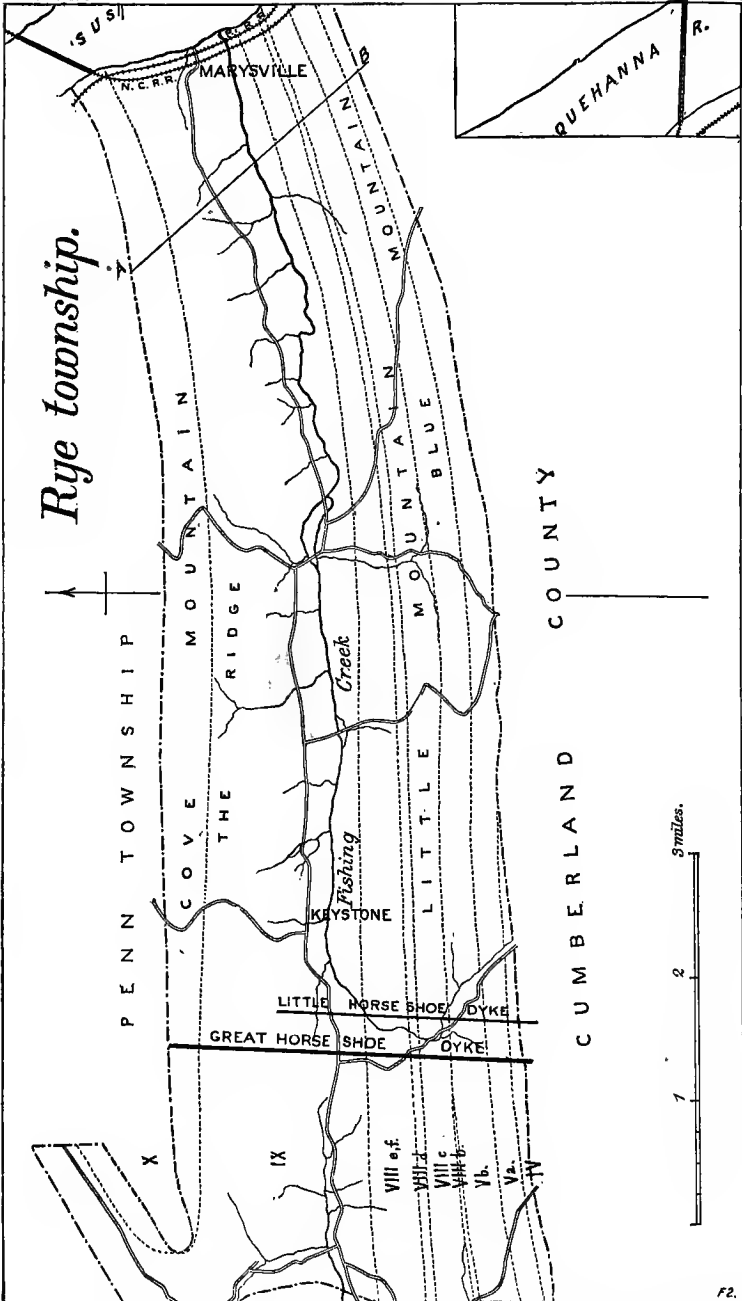 Rye township.
'SUS
QUEHANNA
R.
N.C.R.R.
C.R.R.
MARYSVILLE
A
B
PENN TOWNSHIP
COVE MOUNTAIN
THE RIDGE
LITTLE MOUNTAIN
BLUE MOUNTAIN
Fishing Creek
KEYSTONE
LITTLE HORSE SHOE DYKE
GREAT HORSE SHOE DYKE
CUMBERLAND COUNTY
X
IX
VIII e,f.
VIII d
VIII c
VIII b.
Vb.
Va.
IV
1
2
3 miles.
F2.